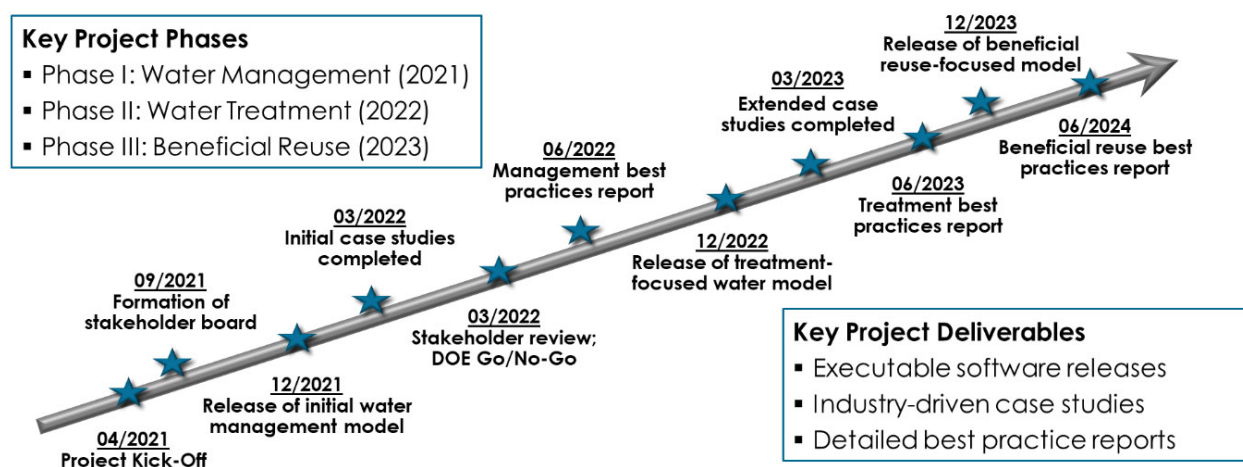 Key Project Phases
▪ Phase I: Water Management (2021)
▪ Phase II: Water Treatment (2022)
▪ Phase III: Beneficial Reuse (2023)
04/2021
Project Kick-Off
09/2021
Formation of
stakeholder board
12/2021
Release of initial water
management model
03/2022
Initial case studies
completed
03/2022
Stakeholder review;
DOE Go/No-Go
06/2022
Management best
practices report
12/2022
Release of treatment-
focused water model
03/2023
Extended case
studies completed
06/2023
Treatment best
practices report
12/2023
Release of beneficial
reuse-focused model
06/2024
Beneficial reuse best
practices report
Key Project Deliverables
▪ Executable software releases
▪ Industry-driven case studies
▪ Detailed best practice reports